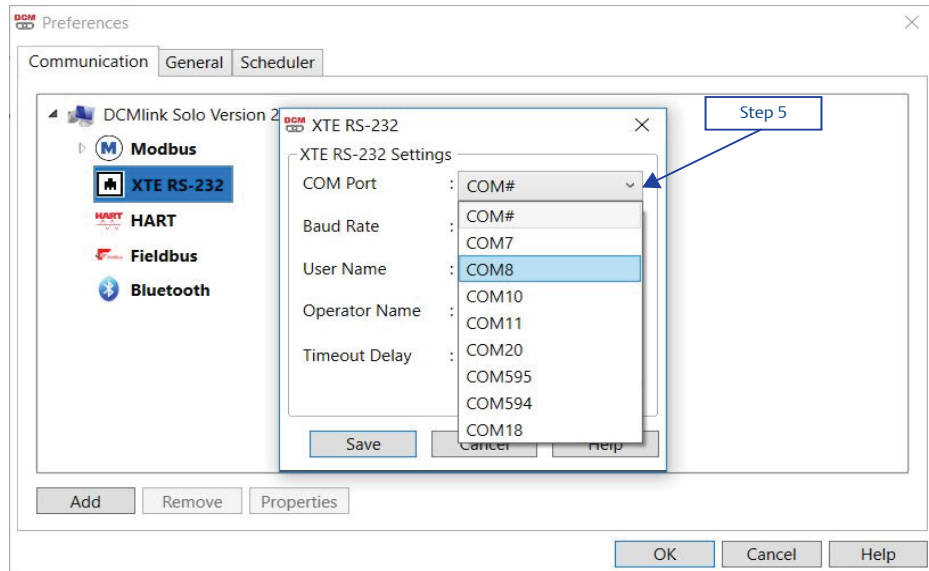 DCM Preferences
Communication General Scheduler
DCMlink Solo Version 2
M Modbus
XTE RS-232
HART HART
Fieldbus
Bluetooth
DCM XTE RS-232
XTE RS-232 Settings
COM Port : COM#
Baud Rate :
User Name :
Operator Name :
Timeout Delay :
COM#
COM7
COM8
COM10
COM11
COM20
COM595
COM594
COM18
Save Cancel Help
Step 5
Add Remove Properties
OK Cancel Help